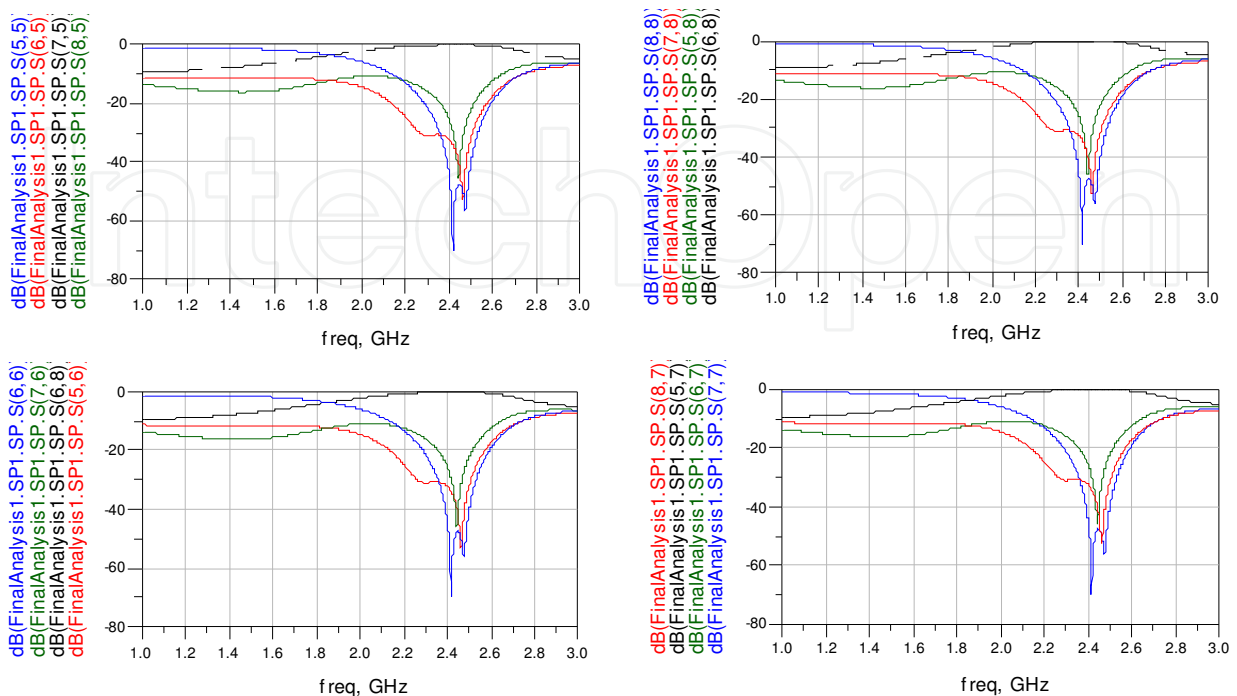 dB(FinalAnalysis1.SP1.SP.S(5,5)
dB(FinalAnalysis1.SP1.SP.S(6,5)
dB(FinalAnalysis1.SP1.SP.S(7,5)
dB(FinalAnalysis1.SP1.SP.S(8,5)
0
-20
-40
-60
-80
1.0 1.2 1.4 1.6 1.8 2.0 2.2 2.4 2.6 2.8 3.0
freq, GHz
dB(FinalAnalysis1.SP1.SP.S(8,8)
dB(FinalAnalysis1.SP1.SP.S(7,8)
dB(FinalAnalysis1.SP1.SP.S(5,8)
dB(FinalAnalysis1.SP1.SP.S(6,8)
0
-20
-40
-60
-80
1.0 1.2 1.4 1.6 1.8 2.0 2.2 2.4 2.6 2.8 3.0
freq, GHz
dB(FinalAnalysis1.SP1.SP.S(6,6)
dB(FinalAnalysis1.SP1.SP.S(7,6)
dB(FinalAnalysis1.SP1.SP.S(6,8)
dB(FinalAnalysis1.SP1.SP.S(5,6)
0
-20
-40
-60
-80
1.0 1.2 1.4 1.6 1.8 2.0 2.2 2.4 2.6 2.8 3.0
freq, GHz
dB(FinalAnalysis1.SP1.SP.S(8,7)
dB(FinalAnalysis1.SP1.SP.S(5,7)
dB(FinalAnalysis1.SP1.SP.S(6,7)
dB(FinalAnalysis1.SP1.SP.S(7,7)
0
-20
-40
-60
-80
1.0 1.2 1.4 1.6 1.8 2.0 2.2 2.4 2.6 2.8 3.0
freq, GHz
IntechOpen